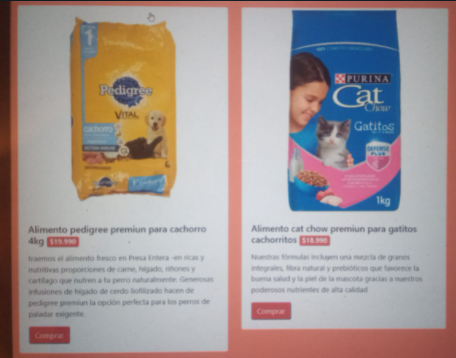 Pedigree
VITAL
cachorro
PURINA
Cat
Chow
Gatitos
DEFENSE
PLUS
1kg
Alimento pedigree premiun para cachorro
4kg $19.990
traemos el alimento fresco en Presa Entera -en ricas y
nutritivas proporciones de carne, hígado, riñones y
cartílago que nutren a tu perro naturalmente. Generosas
infusiones de hígado de cerdo liofilizado hacen de
pedigree premiun la opción perfecta para los perros de
paladar exigente.
Comprar
Alimento cat chow premiun para gatitos
cachorritos $18.990
Nuestras fórmulas incluyen una mezcla de granos
integrales, fibra natural y prebióticos que favorece la
buena salud y la piel de la mascota gracias a nuestros
poderosos nutrientes de alta calidad
Comprar